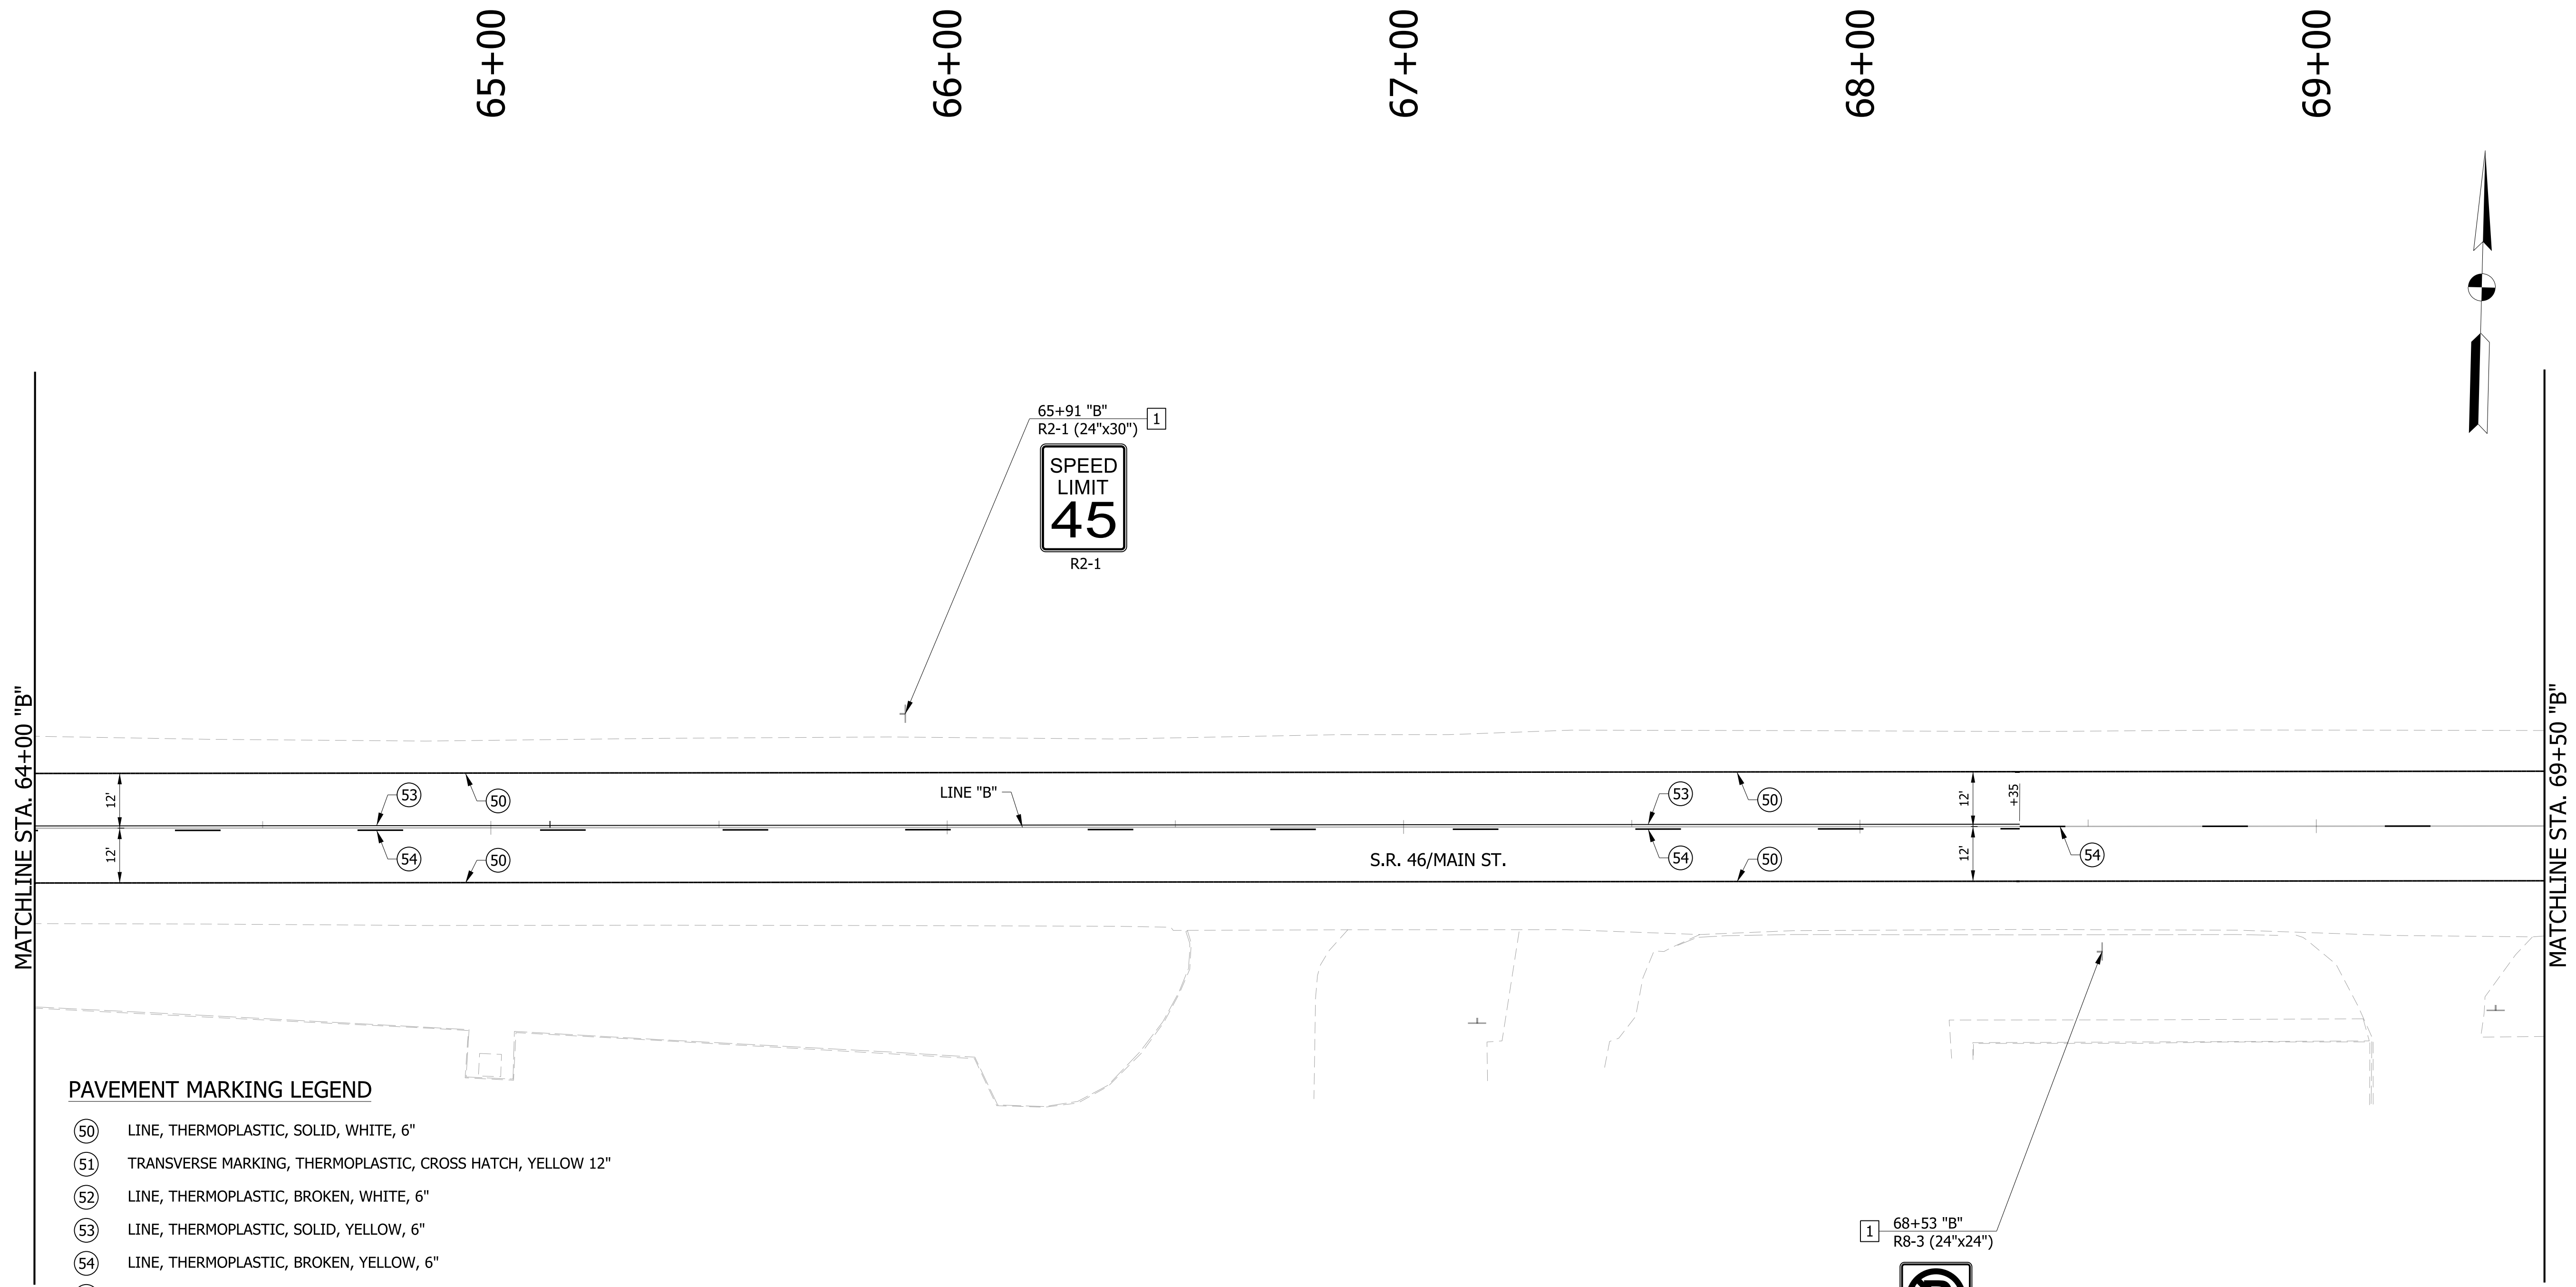 65+00
66+00
67+00
68+00
69+00
65+91 "B"
R2-1 (24"x30")
1
SPEED
LIMIT
45
R2-1
MATCHLINE STA. 64+00 "B"
MATCHLINE STA. 69+50 "B"
12'
53
50
LINE "B"
53
50
12'
+35
12'
54
50
S.R. 46/MAIN ST.
54
50
12'
54
PAVEMENT MARKING LEGEND
50 LINE, THERMOPLASTIC, SOLID, WHITE, 6"
51 TRANSVERSE MARKING, THERMOPLASTIC, CROSS HATCH, YELLOW 12"
52 LINE, THERMOPLASTIC, BROKEN, WHITE, 6"
53 LINE, THERMOPLASTIC, SOLID, YELLOW, 6"
54 LINE, THERMOPLASTIC, BROKEN, YELLOW, 6"
1
68+53 "B"
R8-3 (24"x24")